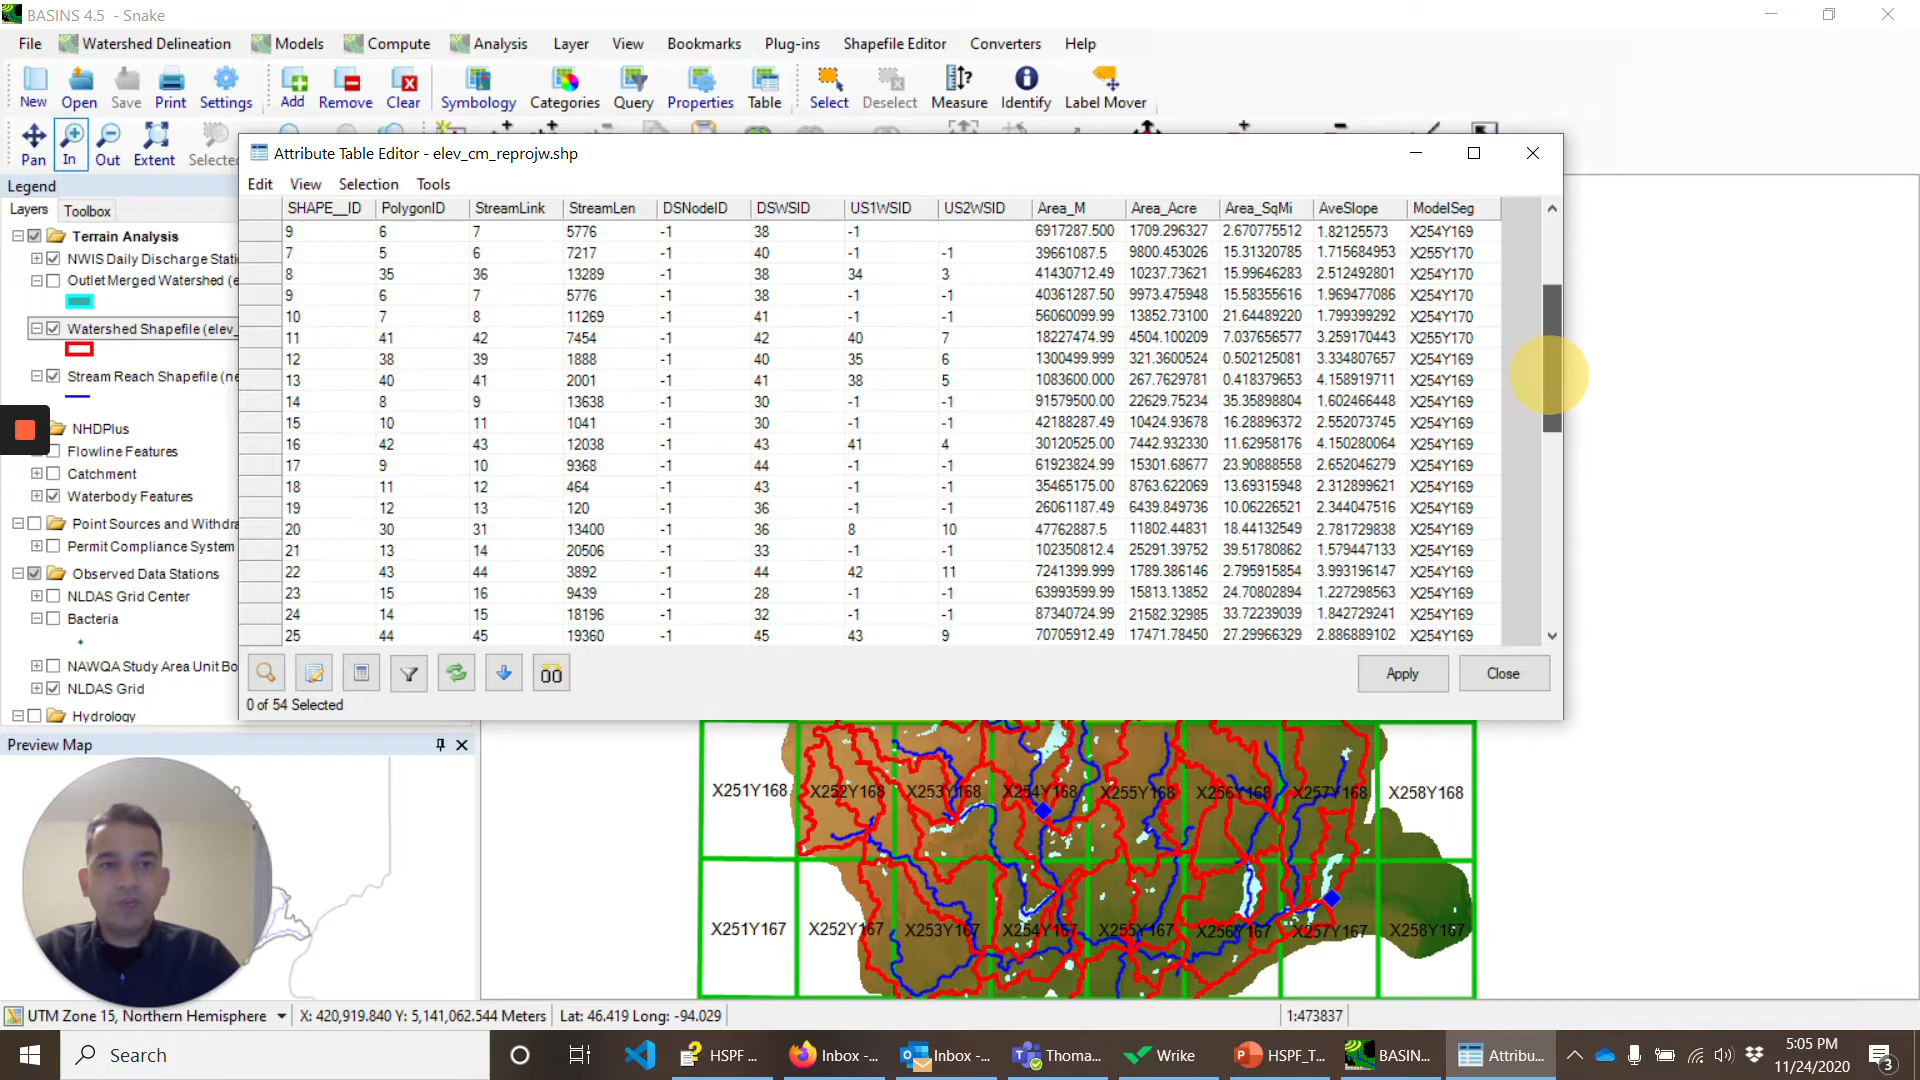 BASINS 4.5 - Snake
File Watershed Delineation Models Compute Analysis Layer View Bookmarks Plug-ins Shapefile Editor Converters Help
New Open Save Print Settings Add Remove Clear Symbology Categories Query Properties Table Select Deselect Measure Identify Label Mover
Pan In Out Extent Selected
Attribute Table Editor - elev_cm_reprojw.shp
Edit View Selection Tools
SHAPE__ID PolygonID StreamLink StreamLen DSNodeID DSWSID US1WSID US2WSID Area_M Area_Acre Area_SqMi AveSlope ModelSeg
9 6 7 5776 -1 38 -1 6917287.500 1709.296327 2.670775512 1.82125573 X254Y169
7 5 6 7217 -1 40 -1 -1 39661087.5 9800.453026 15.31320785 1.715684953 X255Y170
8 35 36 13289 -1 38 34 3 41430712.49 10237.73621 15.99646283 2.512492801 X254Y169
9 6 7 5776 -1 38 -1 -1 40361287.50 9973.475948 15.58355616 1.969477086 X254Y170
10 7 8 11269 -1 41 -1 -1 56060099.99 13852.73100 21.64489220 1.799399292 X254Y170
11 41 42 7454 -1 42 40 7 18227474.99 4504.100209 7.037656577 3.259170443 X255Y170
12 38 39 1888 -1 40 35 6 1300499.999 321.3600524 0.502125081 3.334807657 X254Y169
13 40 41 2001 -1 41 38 5 1083600.000 267.7629781 0.418379653 4.158919711 X254Y169
14 8 9 13638 -1 30 -1 -1 91579500.00 22629.75234 35.35898804 1.602466448 X254Y169
15 10 11 1041 -1 30 -1 -1 42188287.49 10424.93678 16.28896372 2.552073745 X254Y169
16 42 43 12038 -1 43 41 4 30120525.00 7442.932330 11.62958176 4.150280064 X254Y169
17 9 10 9368 -1 44 -1 -1 61923824.99 15301.68677 23.90888558 2.652046279 X254Y169
18 11 12 464 -1 43 -1 -1 35465175.00 8763.622069 13.69315948 2.312899621 X254Y169
19 12 13 120 -1 36 -1 -1 26061187.49 6439.849736 10.06226521 2.344047516 X254Y169
20 30 31 13400 -1 36 8 10 47762887.5 11802.44831 18.44132549 2.781729838 X254Y169
21 13 14 20506 -1 33 -1 -1 102350812.4 25291.39752 39.51780862 1.579447133 X254Y169
22 43 44 3892 -1 44 42 11 7241399.999 1789.386146 2.795915854 3.993196147 X254Y169
23 15 16 9439 -1 28 -1 -1 63993599.99 15813.13852 24.70802894 1.227298563 X254Y169
24 14 15 18196 -1 32 -1 -1 87340724.99 21582.32985 33.72239039 1.842729241 X254Y169
25 44 45 19360 -1 45 43 9 70705912.49 17471.78450 27.29966329 2.886889102 X254Y169
Apply Close
0 of 54 Selected
Legend
Layers Toolbox
Terrain Analysis
NWIS Daily Discharge Stati
Outlet Merged Watershed (e
Watershed Shapefile (elev_
Stream Reach Shapefile (ne
NHDPlus
Flowline Features
Catchment
Waterbody Features
Point Sources and Withdra
Permit Compliance System
Observed Data Stations
NLDAS Grid Center
Bacteria
NAWQA Study Area Unit Bo
NLDAS Grid
Hydrology
Preview Map
X251Y168 X252Y168 X253Y168 X254Y168 X255Y168 X256Y168 X257Y168 X258Y168
X251Y167 X252Y167 X253Y167 X254Y167 X255Y167 X256Y167 X257Y167 X258Y167
UTM Zone 15, Northern Hemisphere X: 420,919.840 Y: 5,141,062.544 Meters Lat: 46.419 Long: -94.029 1:473837
Search HSPF ... Inbox -... Inbox -... Thoma... Wrike HSPF_T... BASIN... Attribu... 5:05 PM
11/24/2020 3